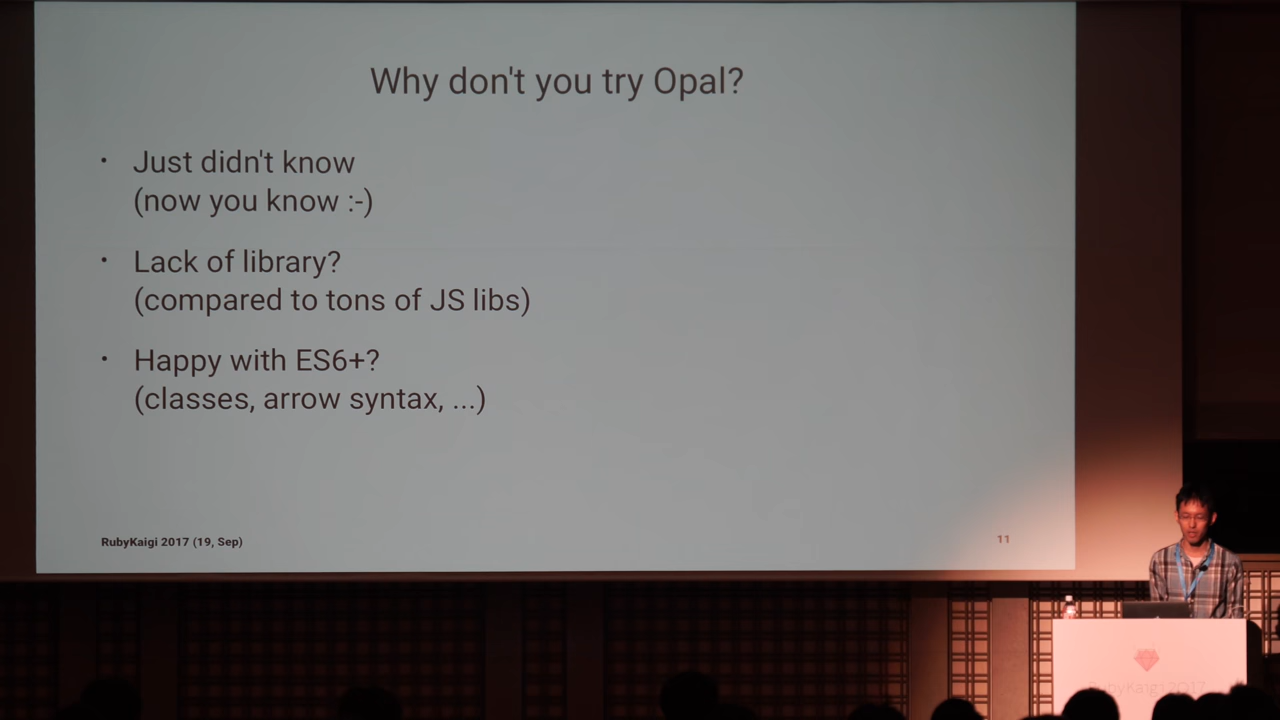 Why don't you try Opal?
• Just didn't know
(now you know :-)
• Lack of library?
(compared to tons of JS libs)
• Happy with ES6+?
(classes, arrow syntax, ...)
RubyKaigi 2017 (19, Sep)
11
RubyKaigi2017